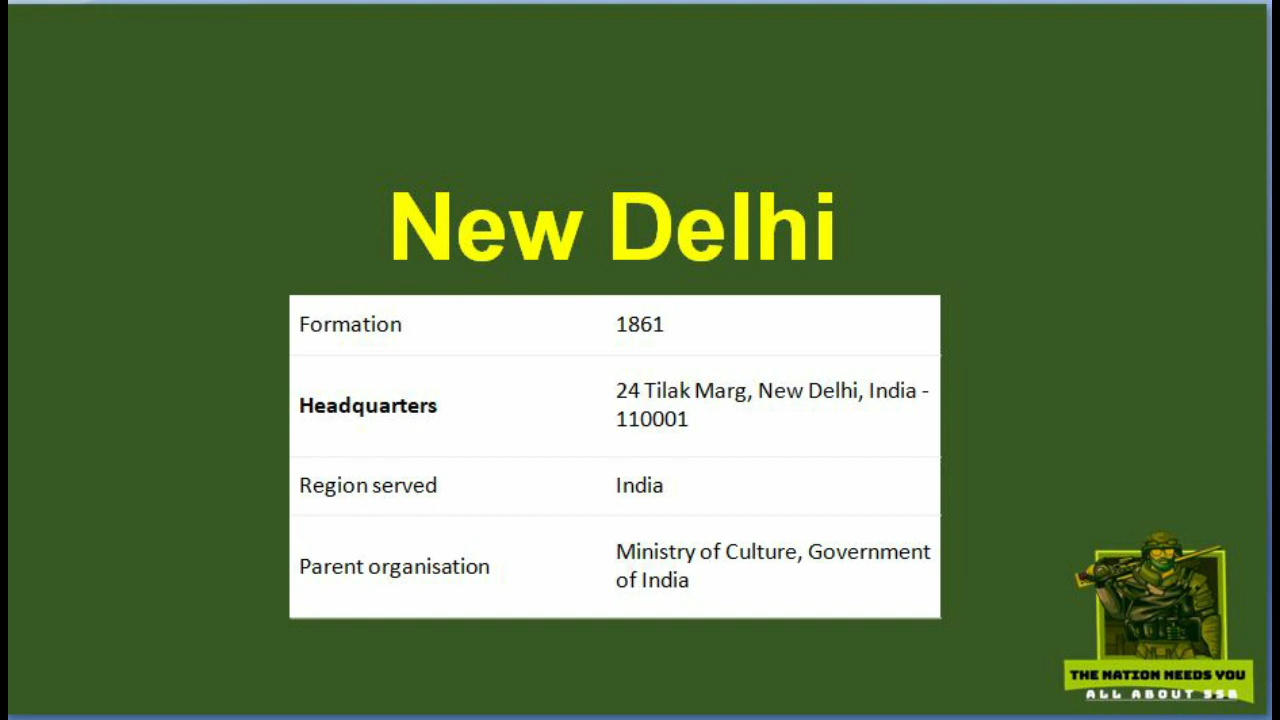 New Delhi
Formation 1861
Headquarters 24 Tilak Marg, New Delhi, India -
110001
Region served India
Parent organisation Ministry of Culture, Government
of India
THE NATION NEEDS YOU
ALL ABOUT SSB